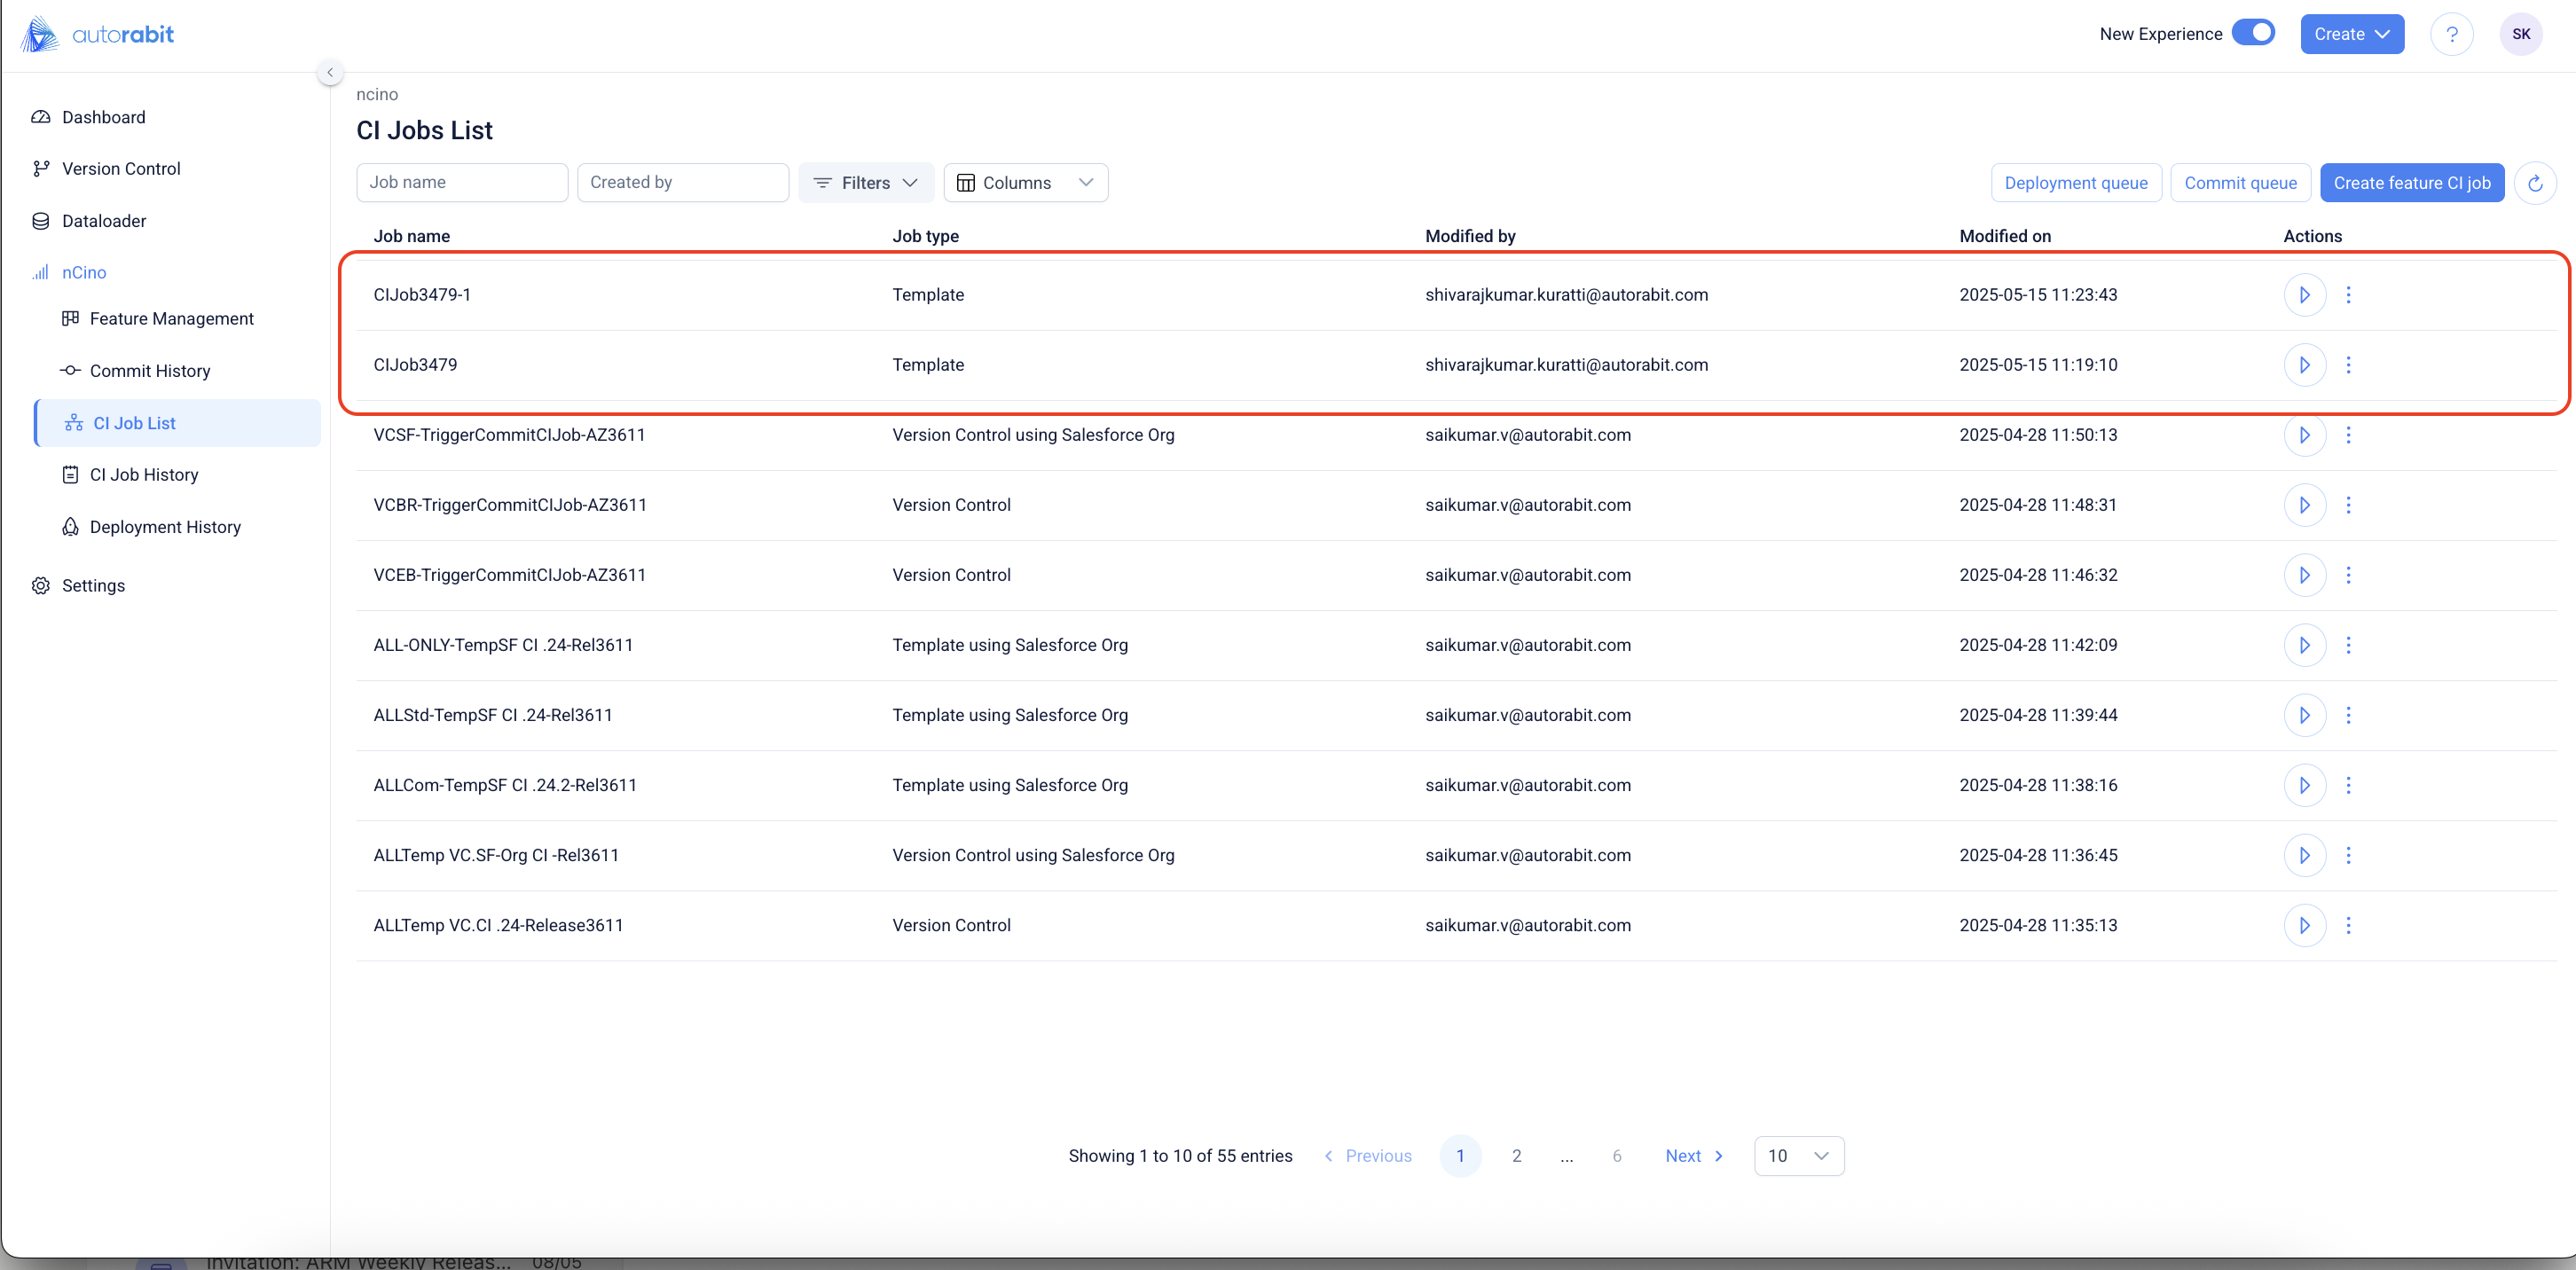 autorabit
New Experience Create ? SK
Dashboard
Version Control
Dataloader
nCino
Feature Management
Commit History
CI Job List
CI Job History
Deployment History
Settings
ncino
CI Jobs List
Job name Created by Filters Columns Deployment queue Commit queue Create feature CI job
Job name Job type Modified by Modified on Actions
CIJob3479-1 Template shivarajkumar.kuratti@autorabit.com 2025-05-15 11:23:43
CIJob3479 Template shivarajkumar.kuratti@autorabit.com 2025-05-15 11:19:10
VCSF-TriggerCommitCIJob-AZ3611 Version Control using Salesforce Org saikumar.v@autorabit.com 2025-04-28 11:50:13
VCBR-TriggerCommitCIJob-AZ3611 Version Control saikumar.v@autorabit.com 2025-04-28 11:48:31
VCEB-TriggerCommitCIJob-AZ3611 Version Control saikumar.v@autorabit.com 2025-04-28 11:46:32
ALL-ONLY-TempSF CI .24-Rel3611 Template using Salesforce Org saikumar.v@autorabit.com 2025-04-28 11:42:09
ALLStd-TempSF CI .24-Rel3611 Template using Salesforce Org saikumar.v@autorabit.com 2025-04-28 11:39:44
ALLCom-TempSF CI .24.2-Rel3611 Template using Salesforce Org saikumar.v@autorabit.com 2025-04-28 11:38:16
ALLTemp VC.SF-Org CI -Rel3611 Version Control using Salesforce Org saikumar.v@autorabit.com 2025-04-28 11:36:45
ALLTemp VC.CI .24-Release3611 Version Control saikumar.v@autorabit.com 2025-04-28 11:35:13
Showing 1 to 10 of 55 entries Previous 1 2 ... 6 Next 10
Invitation: ARM Weekly Releas... 08/05